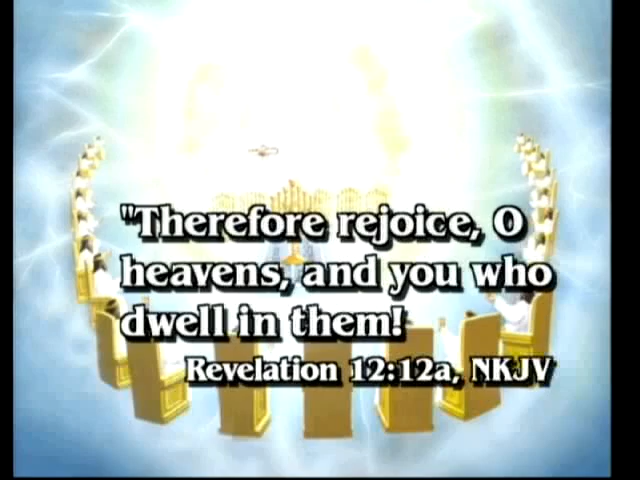 "Therefore rejoice, O
heavens, and you who
dwell in them!
Revelation 12:12a, NKJV